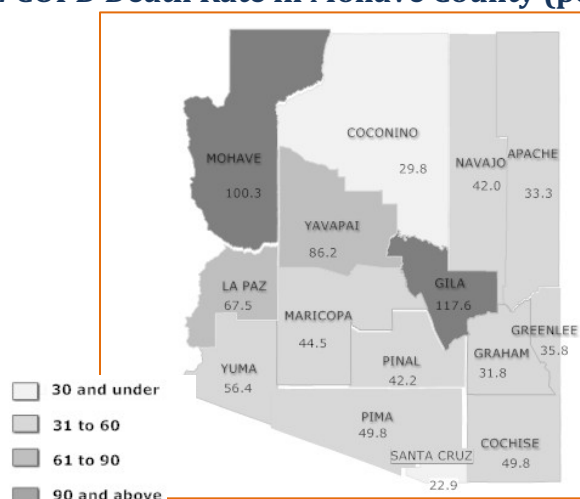 COPD Death Rate in Mohave County (p
COCONINO
29.8
MOHAVE
100.3
NAVAJO
42.0
APACHE
33.3
YAVAPAI
86.2
LA PAZ
67.5
GILA
117.6
MARICOPA
44.5
GREENLEE
35.8
GRAHAM
31.8
PINAL
42.2
YUMA
56.4
PIMA
49.8
COCHISE
49.8
SANTA CRUZ
22.9
30 and under
31 to 60
61 to 90
90 and above